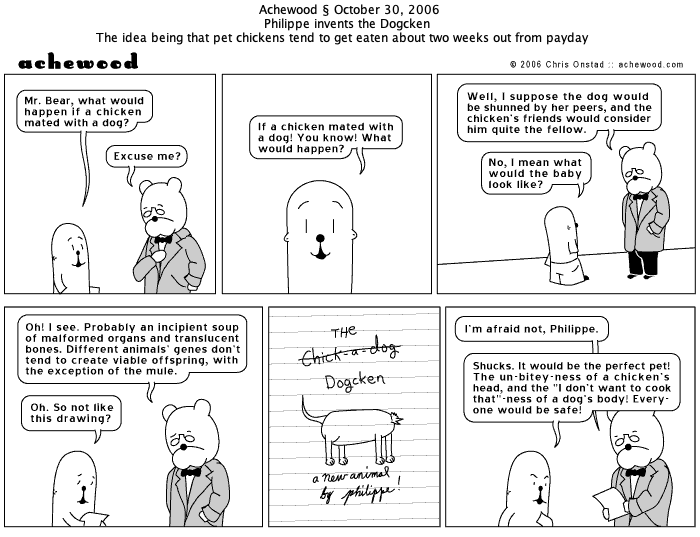 Achewood § October 30, 2006
Philippe invents the Dogcken
The idea being that pet chickens tend to get eaten about two weeks out from payday
achewood
© 2006 Chris Onstad :: achewood.com
Mr. Bear, what would
happen if a chicken
mated with a dog?
Excuse me?
If a chicken mated with
a dog! You know! What
would happen?
Well, I suppose the dog would
be shunned by her peers, and the
chicken's friends would consider
him quite the fellow.
No, I mean what
would the baby
look like?
Oh! I see. Probably an incipient soup
of malformed organs and translucent
bones. Different animals' genes don't
tend to create viable offspring, with
the exception of the mule.
Oh. So not like
this drawing?
THE
Chick-a-dog
Dogcken
a new animal
by philippe!
I'm afraid not, Philippe.
Shucks. It would be the perfect pet!
The un-bitey-ness of a chicken's
head, and the "I don't want to cook
that"-ness of a dog's body! Every-
one would be safe!